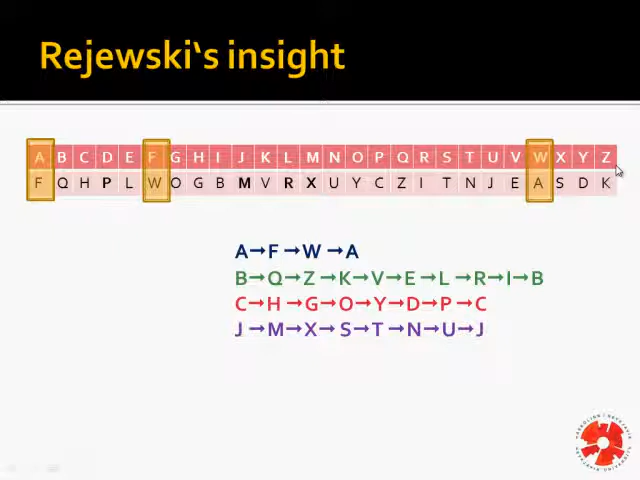 Rejewski‘s insight
A B C D E F G H I J K L M N O P Q R S T U V W X Y Z
F Q H P L W O G B M V R X U Y C Z I T N J E A S D K
A→F→W→A
B→Q→Z→K→V→E→L→R→I→B
C→H→G→O→Y→D→P→C
J→M→X→S→T→N→U→J